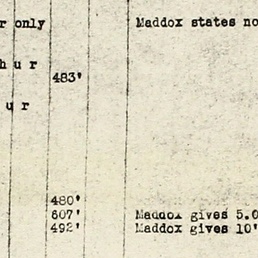 r only Maddox states no
h u r
483'
u r
480'
607' Maddox gives 5.0
492' Maddox gives 10'